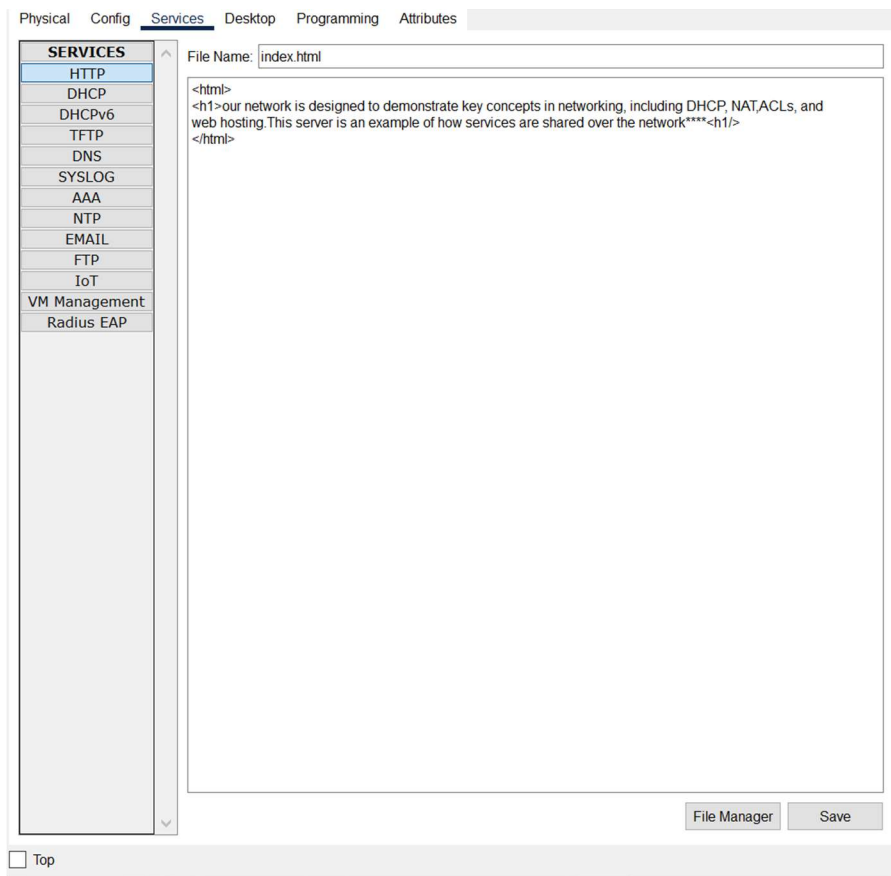 Physical Config Services Desktop Programming Attributes
SERVICES
HTTP
DHCP
DHCPv6
TFTP
DNS
SYSLOG
AAA
NTP
EMAIL
FTP
IoT
VM Management
Radius EAP
File Name: index.html
<html>
<h1>our network is designed to demonstrate key concepts in networking, including DHCP, NAT,ACLs, and
web hosting.This server is an example of how services are shared over the network****<h1/>
</html>
File Manager Save
Top